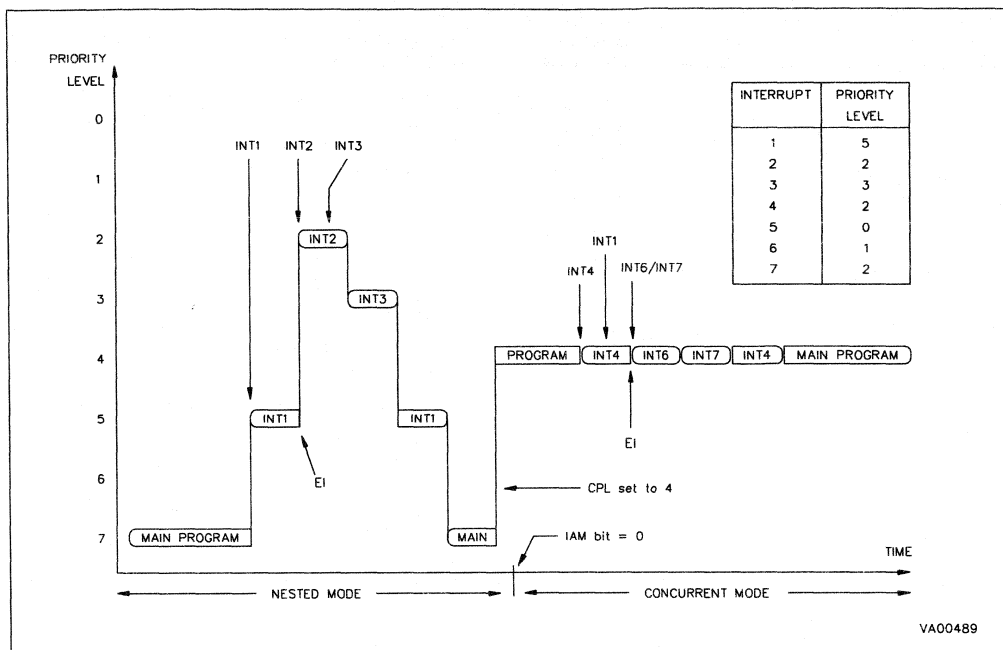 PRIORITY
LEVEL
0
1
2
3
4
5
6
7
INT1
INT2
INT3
INT2
INT3
INT1
EI
INT1
MAIN PROGRAM
MAIN
INTERRUPT
PRIORITY
LEVEL
1 5
2 2
3 3
4 2
5 0
6 1
7 2
INT1
INT4
INT6/INT7
PROGRAM
INT4
INT6
INT7
INT4
MAIN PROGRAM
EI
CPL set to 4
IAM bit = 0
TIME
NESTED MODE
CONCURRENT MODE
VA00489